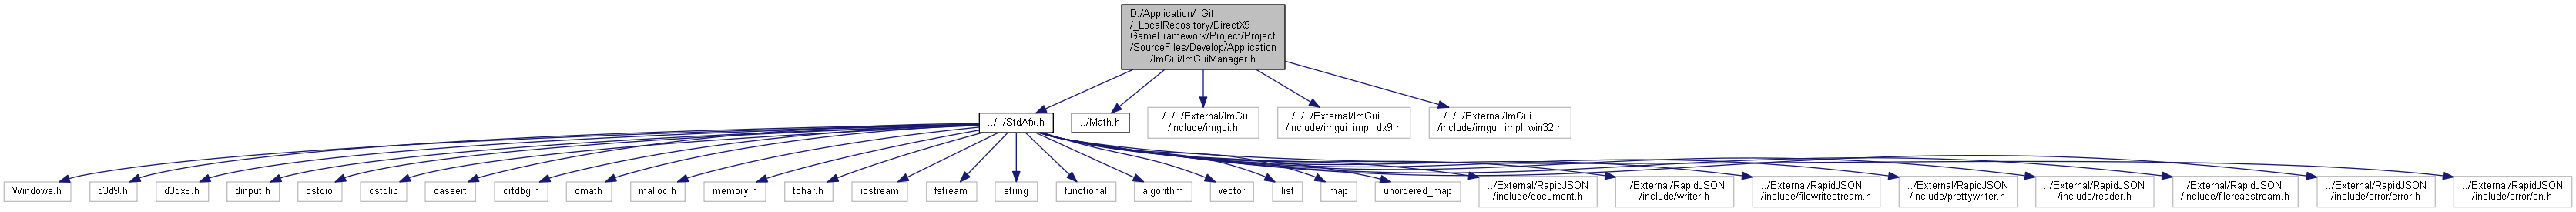 D:/Application/_Git
/_LocalRepository/DirectX9
GameFramework/Project/Project
/SourceFiles/Develop/Application
/ImGui/ImGuiManager.h
../../StdAfx.h
../Math.h
../../../External/ImGui
/include/imgui.h
../../../External/ImGui
/include/imgui_impl_dx9.h
../../../External/ImGui
/include/imgui_impl_win32.h
Windows.h
d3d9.h
d3dx9.h
dinput.h
cstdio
cstdlib
cassert
crtdbg.h
cmath
malloc.h
memory.h
tchar.h
iostream
fstream
string
functional
algorithm
vector
list
map
unordered_map
../External/RapidJSON
/include/document.h
../External/RapidJSON
/include/writer.h
../External/RapidJSON
/include/filewritestream.h
../External/RapidJSON
/include/prettywriter.h
../External/RapidJSON
/include/reader.h
../External/RapidJSON
/include/filereadstream.h
../External/RapidJSON
/include/error/error.h
../External/RapidJSON
/include/error/en.h